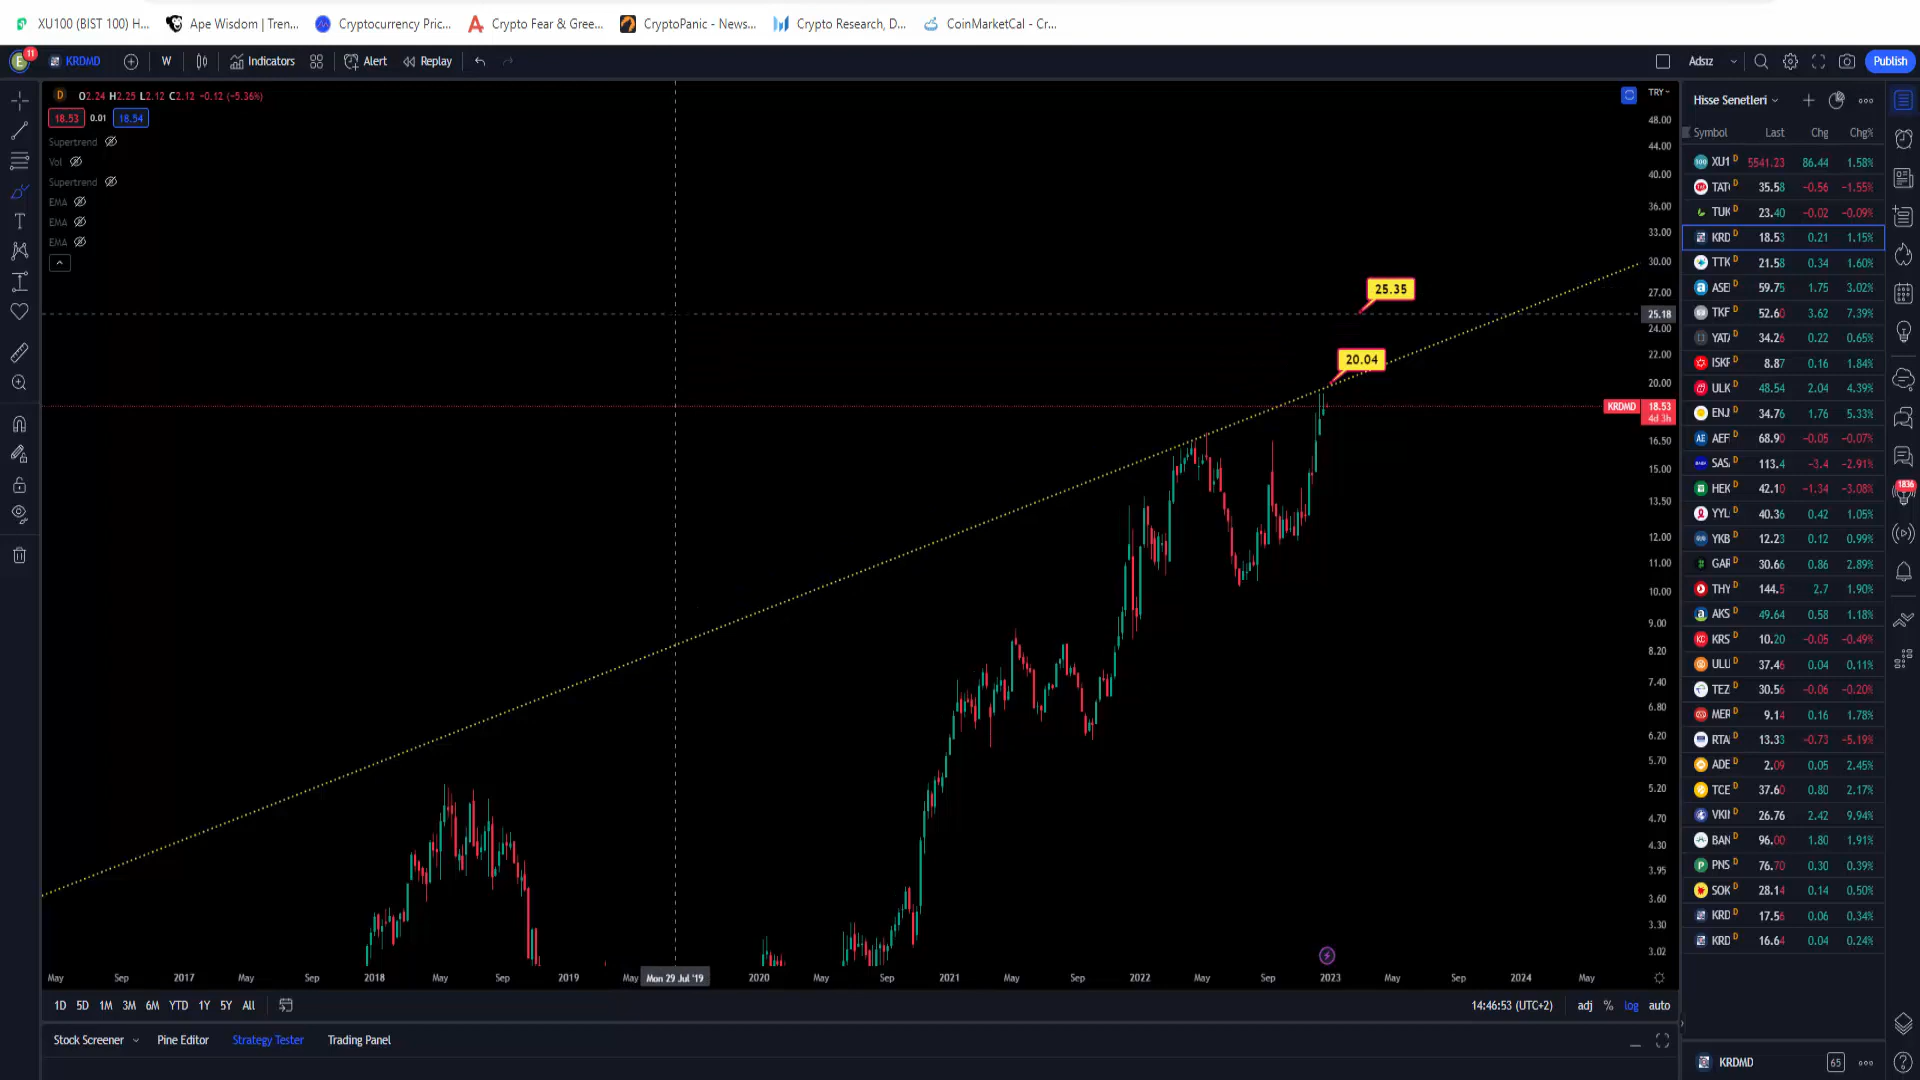 XU100 (BIST 100) H... Ape Wisdom | Tren... Cryptocurrency Pric... Crypto Fear & Gree... CryptoPanic - News... Crypto Research, D... CoinMarketCal - Cr...
E 11 KRDMD W Indicators Alert Replay Adsız Publish
D O2.24 H2.25 L2.12 C2.12 -0.12 (-5.36%)
18.53 0.01 18.54
Supertrend
Vol
Supertrend
EMA
EMA
EMA
TRY
48.00
44.00
40.00
36.00
33.00
30.00
27.00
25.18
24.00
22.00
20.00
KRDMD 18.53
4d 3h
16.50
15.00
13.50
12.00
11.00
10.00
9.00
8.20
7.40
6.80
6.20
5.70
5.20
4.70
4.30
3.95
3.60
3.30
3.02
25.35
20.04
May Sep 2017 May Sep 2018 May Sep 2019 May Mon 29 Jul '19 2020 May Sep 2021 May Sep 2022 May Sep 2023 May Sep 2024 May
1D 5D 1M 3M 6M YTD 1Y 5Y All 14:46:53 (UTC+2) adj % log auto
Stock Screener Pine Editor Strategy Tester Trading Panel
Hisse Senetleri
Symbol Last Chg Chg%
100 XU1 D 5541.23 86.44 1.58%
TAT D 35.58 -0.56 -1.55%
TUK D 23.40 -0.02 -0.09%
KRD D 18.53 0.21 1.15%
TTK D 21.58 0.34 1.60%
ASE D 59.75 1.75 3.02%
TKF D 52.60 3.62 7.39%
YAT D 34.26 0.22 0.65%
ISKF D 8.87 0.16 1.84%
ULK D 48.54 2.04 4.39%
ENJ D 34.76 1.76 5.33%
AE AEF D 68.90 -0.05 -0.07%
SAS D 113.4 -3.4 -2.91%
HEK D 42.10 -1.34 -3.08%
YYL D 40.36 0.42 1.05%
YKB D 12.23 0.12 0.99%
GAR D 30.66 0.86 2.89%
THY D 144.5 2.7 1.90%
AKS D 49.64 0.58 1.18%
KC KRS D 10.20 -0.05 -0.49%
ULU D 37.46 0.04 0.11%
TEZ D 30.56 -0.06 -0.20%
MER D 9.14 0.16 1.78%
RTA D 13.33 -0.73 -5.19%
ADE D 2.09 0.05 2.45%
TCE D 37.60 0.80 2.17%
VKI D 26.76 2.42 9.94%
BAN D 96.00 1.80 1.91%
P PNS D 76.70 0.30 0.39%
SOK D 28.14 0.14 0.50%
KRD D 17.56 0.06 0.34%
KRD D 16.64 0.04 0.24%
KRDMD 65
1836